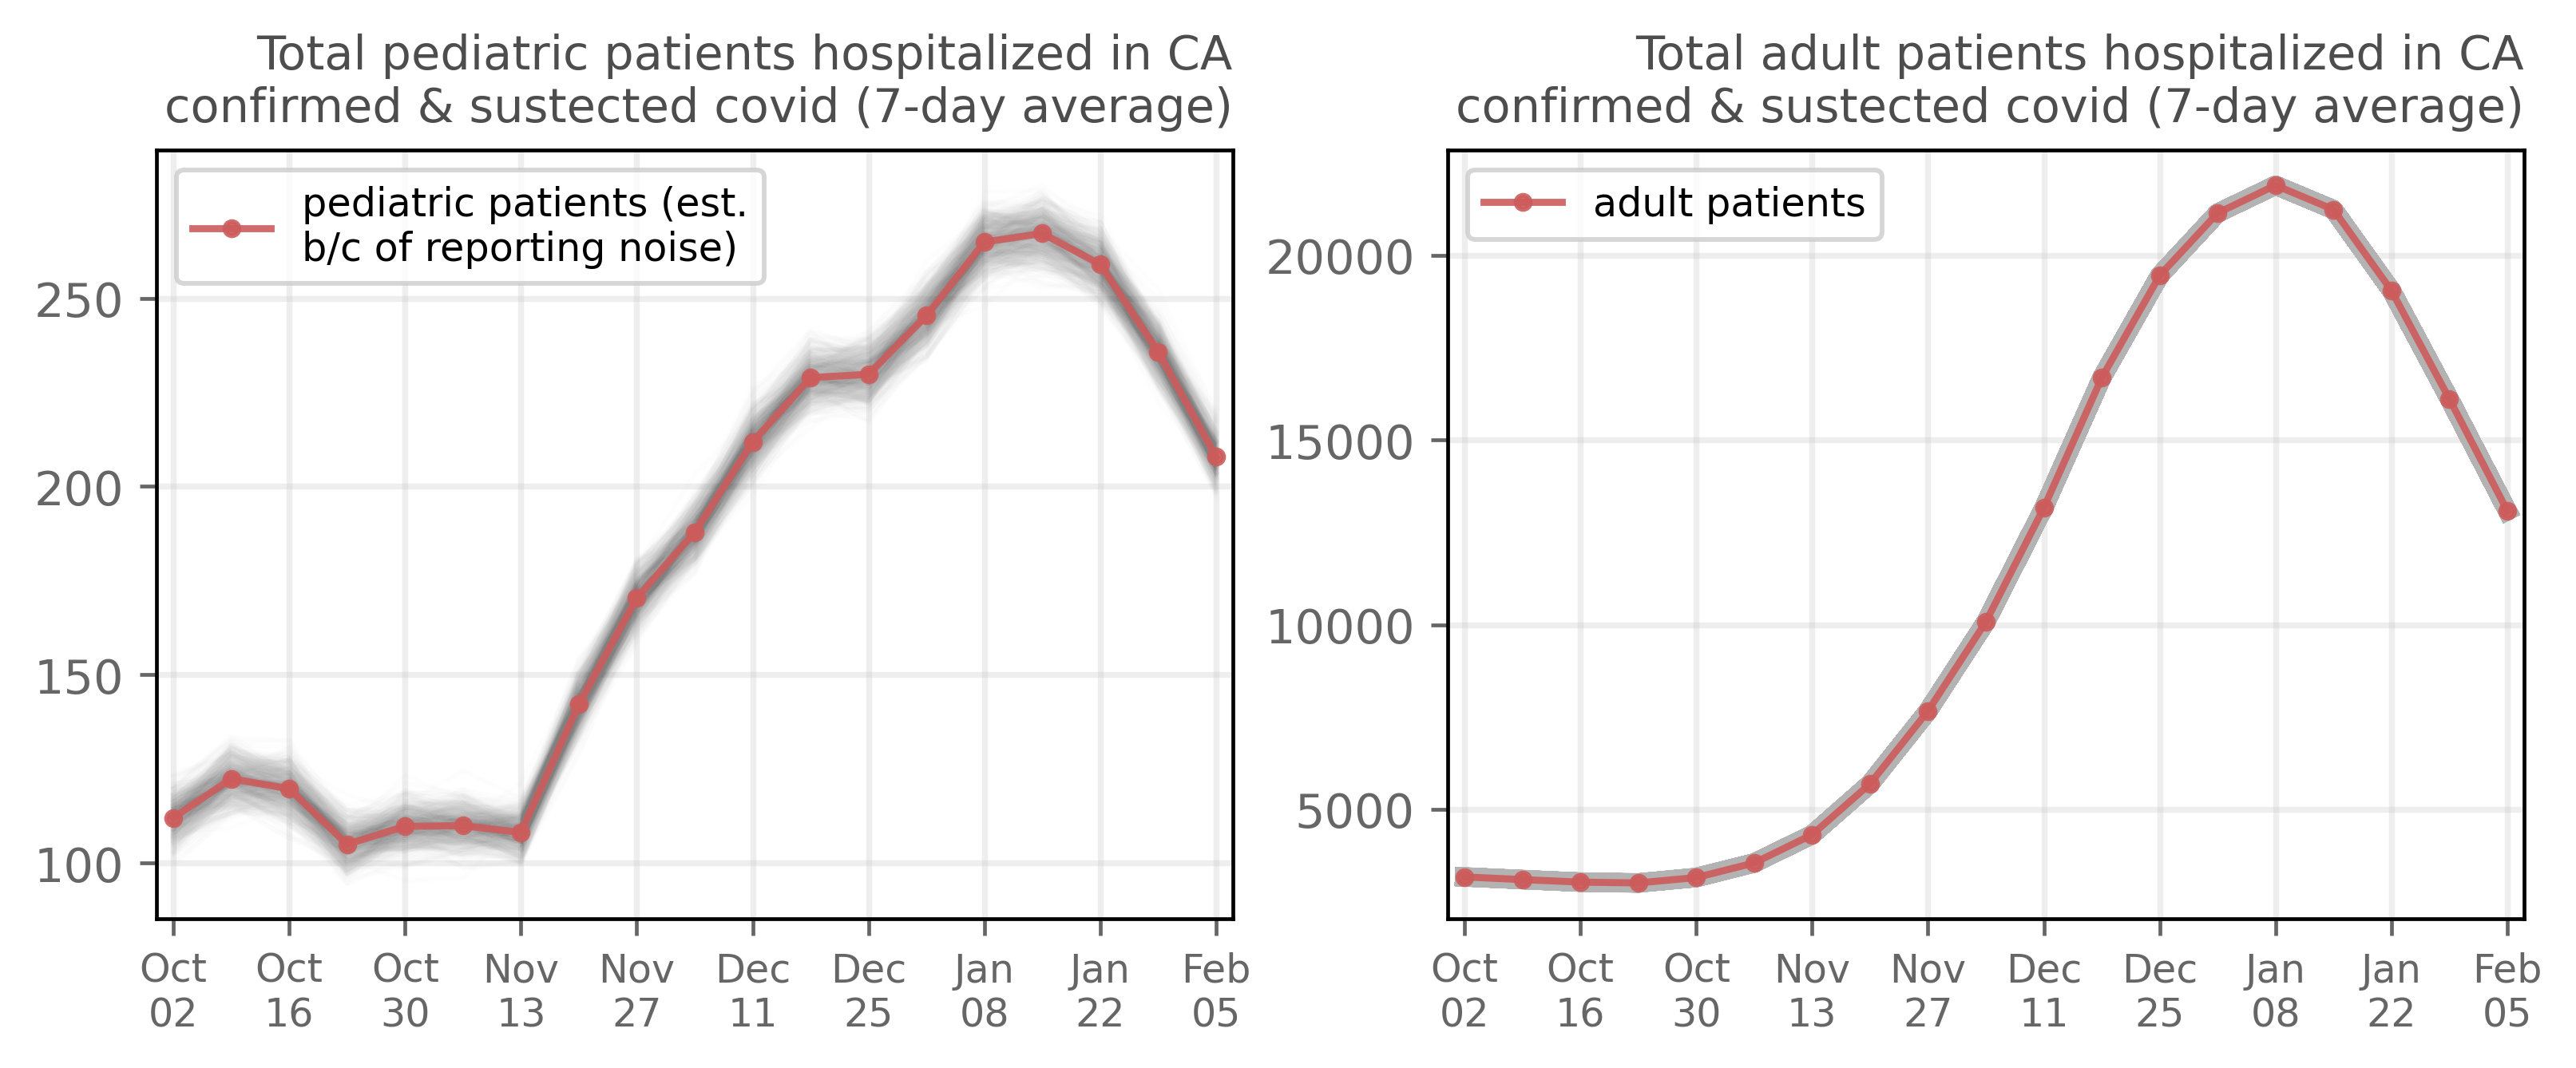 Total pediatric patients hospitalized in CA
confirmed & sustected covid (7-day average)
pediatric patients (est.
b/c of reporting noise)
250
200
150
100
Oct Oct Oct Nov Nov Dec Dec Jan Jan Feb
02 16 30 13 27 11 25 08 22 05
Total adult patients hospitalized in CA
confirmed & sustected covid (7-day average)
adult patients
20000
15000
10000
5000
Oct Oct Oct Nov Nov Dec Dec Jan Jan Feb
02 16 30 13 27 11 25 08 22 05